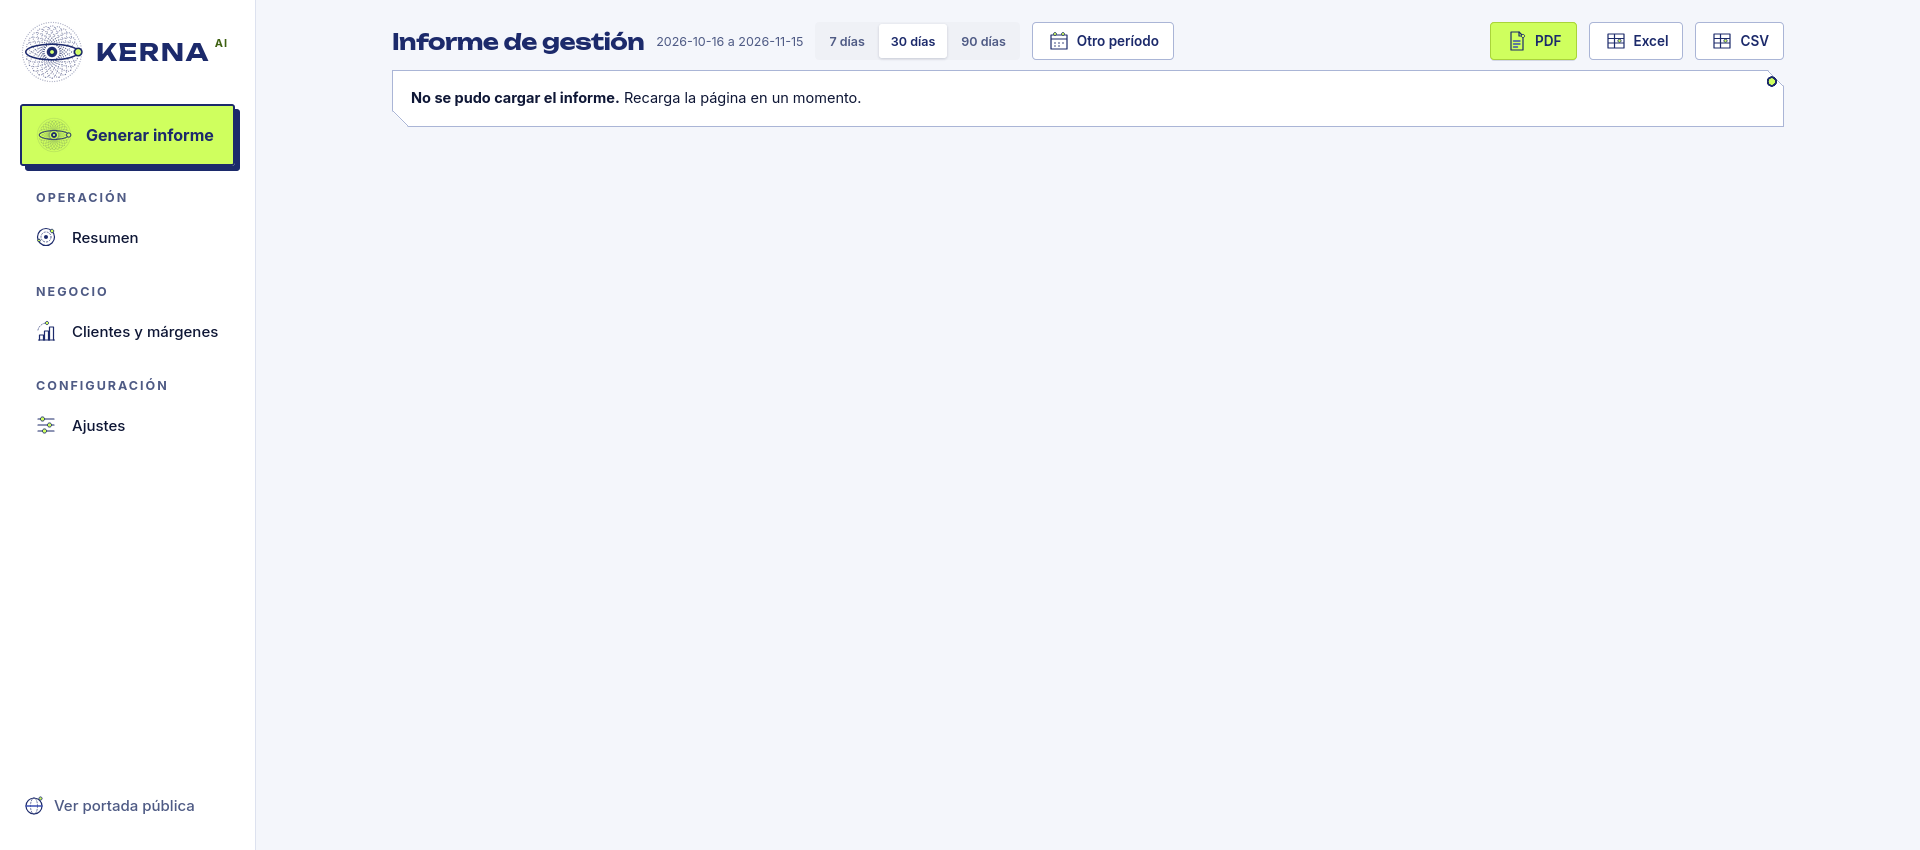 KERNA AI
Generar informe
OPERACIÓN
Resumen
NEGOCIO
Clientes y márgenes
CONFIGURACIÓN
Ajustes
Ver portada pública
Informe de gestión 2026-10-16 a 2026-11-15 7 días 30 días 90 días Otro período PDF Excel CSV
No se pudo cargar el informe. Recarga la página en un momento.